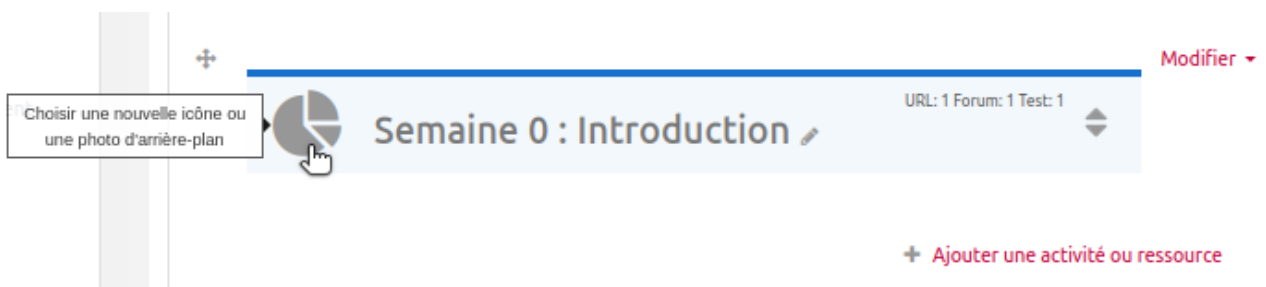 Modifier
URL: 1 Forum: 1 Test: 1
Choisir une nouvelle icône ou
une photo d'arrière-plan
Semaine 0 : Introduction
Ajouter une activité ou ressource